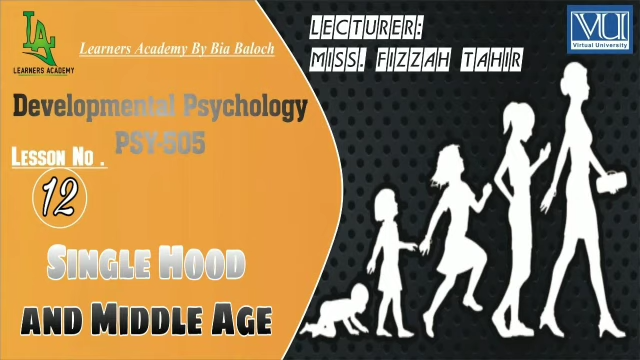 LA
LEARNERS ACADEMY
Learners Academy By Bia Baloch
Developmental Psychology
PSY-505
LESSON NO .
12
SINGLE HOOD
AND MIDDLE AGE
LECTURER:
MISS. FIZZAH TAHIR
VU
Virtual University